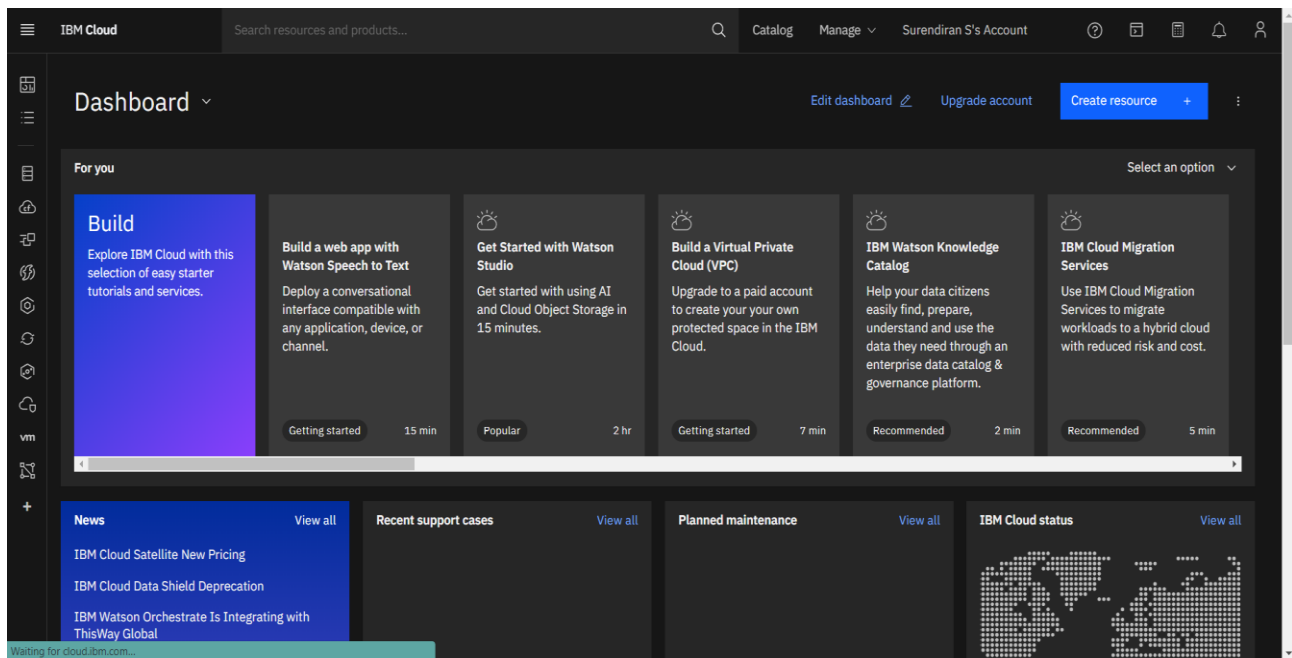 IBM Cloud
Search resources and products...
Catalog
Manage
Surendiran S's Account
Dashboard
Edit dashboard
Upgrade account
Create resource +
For you
Select an option
Build
Explore IBM Cloud with this
selection of easy starter
tutorials and services.
Build a web app with
Watson Speech to Text
Deploy a conversational
interface compatible with
any application, device, or
channel.
Getting started
15 min
Get Started with Watson
Studio
Get started with using AI
and Cloud Object Storage in
15 minutes.
Popular
2 hr
Build a Virtual Private
Cloud (VPC)
Upgrade to a paid account
to create your your own
protected space in the IBM
Cloud.
Getting started
7 min
IBM Watson Knowledge
Catalog
Help your data citizens
easily find, prepare,
understand and use the
data they need through an
enterprise data catalog &
governance platform.
Recommended
2 min
IBM Cloud Migration
Services
Use IBM Cloud Migration
Services to migrate
workloads to a hybrid cloud
with reduced risk and cost.
Recommended
5 min
vm
News
View all
IBM Cloud Satellite New Pricing
IBM Cloud Data Shield Deprecation
IBM Watson Orchestrate Is Integrating with
ThisWay Global
Recent support cases
View all
Planned maintenance
View all
IBM Cloud status
View all
Waiting for cloud.ibm.com...